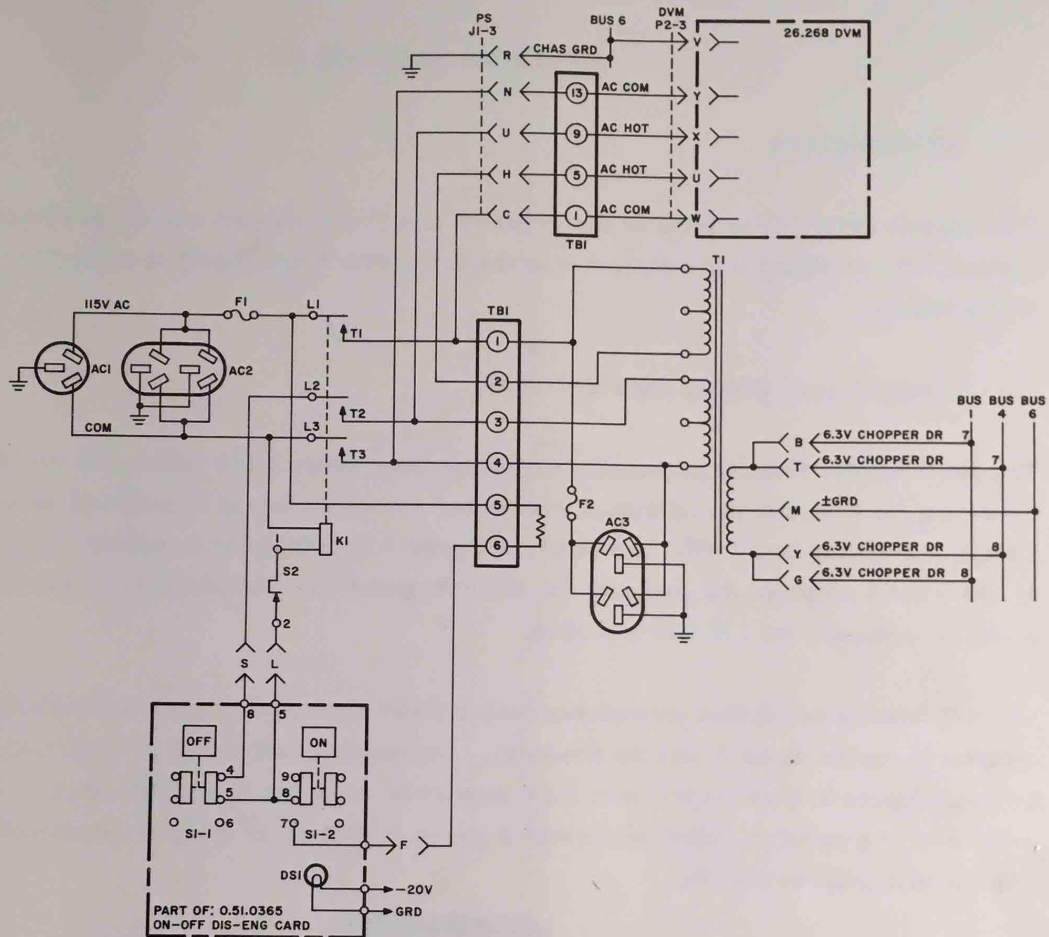 PS
J1-3
BUS 6
DVM
P2-3
26.268 DVM
R
CHAS GRD
V
N
13
AC COM
Y
U
9
AC HOT
X
H
5
AC HOT
U
C
1
AC COM
W
TB1
T1
115V AC
F1
L1
T1
TB1
1
AC1
AC2
2
L2
T2
3
COM
L3
T3
4
5
6
K1
S2
2
F2
AC3
BUS
1
BUS
4
BUS
6
B
6.3V CHOPPER DR
7
T
6.3V CHOPPER DR
7
M
±GRD
Y
6.3V CHOPPER DR
8
G
6.3V CHOPPER DR
8
S
L
8
5
OFF
ON
4
9
5
8
S1-1
6
7
S1-2
F
DS1
-20V
GRD
PART OF: 0.51.0365
ON-OFF DIS-ENG CARD